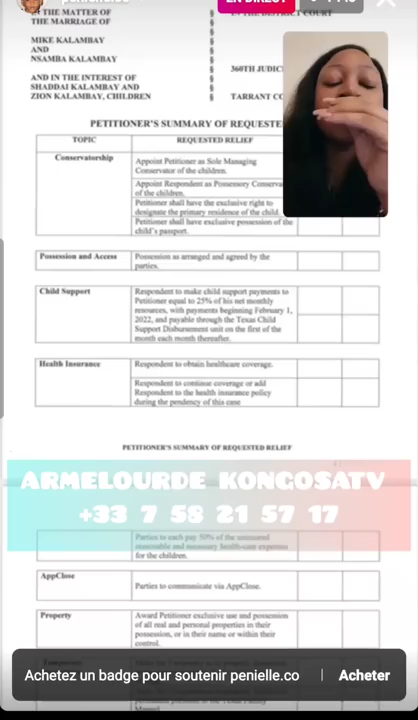 EN DIRECT
THE MATTER OF
THE MARRIAGE OF
MIKE KALAMBAY
AND
NSAMBA KALAMBAY
AND IN THE INTEREST OF
SHADDAI KALAMBAY AND
ZION KALAMBAY, CHILDREN
IN THE DISTRICT COURT
360TH JUDIC
TARRANT CO
PETITIONER'S SUMMARY OF REQUESTE
TOPIC
REQUESTED RELIEF
Conservatorship
Appoint Petitioner as Sole Managing
Conservator of the children.
Appoint Respondent as Possessory Conserva
of the children.
Petitioner shall have the exclusive right to
designate the primary residence of the child.
Petitioner shall have exclusive possession of the
child's passport.
Possession and Access
Possession as arranged and agreed by the
parties.
Child Support
Respondent to make child support payments to
Petitioner equal to 25% of his net monthly
resources, with payments beginning February 1,
2022, and payable through the Texas Child
Support Disbursement unit on the first of the
month each month thereafter.
Health Insurance
Respondent to obtain healthcare coverage.
Respondent to continue coverage or add
Respondent to the health insurance policy
during the pendency of this case
PETITIONER'S SUMMARY OF REQUESTED RELIEF
ARMELOURDE KONGOSATV
+33 7 58 21 57 17
Parties to each pay 50% of the uninsured
reasonable and necessary health-care expenses
for the children.
AppClose
Parties to communicate via AppClose.
Property
Award Petitioner exclusive use and possession
of all real and personal properties in their
possession, or in their name or within their
control.
Achetez un badge pour soutenir penielle.co
Acheter